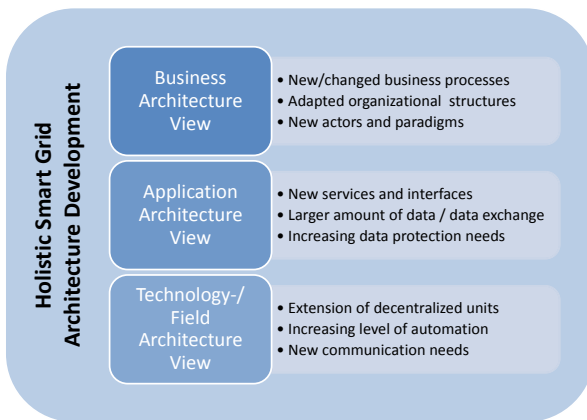 Holistic Smart Grid
Architecture Development
Business
Architecture
View
• New/changed business processes
• Adapted organizational structures
• New actors and paradigms
Application
Architecture
View
• New services and interfaces
• Larger amount of data / data exchange
• Increasing data protection needs
Technology-/
Field
Architecture
View
• Extension of decentralized units
• Increasing level of automation
• New communication needs